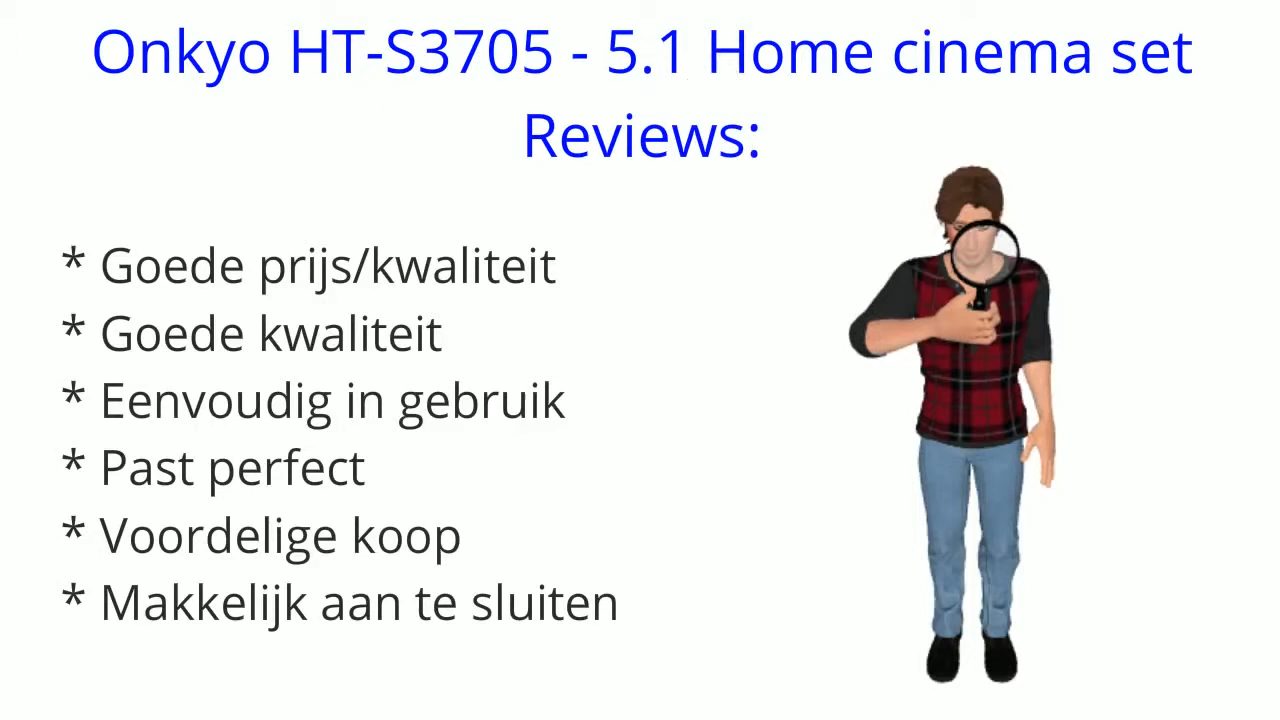 Onkyo HT-S3705 - 5.1 Home cinema set
Reviews:
* Goede prijs/kwaliteit
* Goede kwaliteit
* Eenvoudig in gebruik
* Past perfect
* Voordelige koop
* Makkelijk aan te sluiten